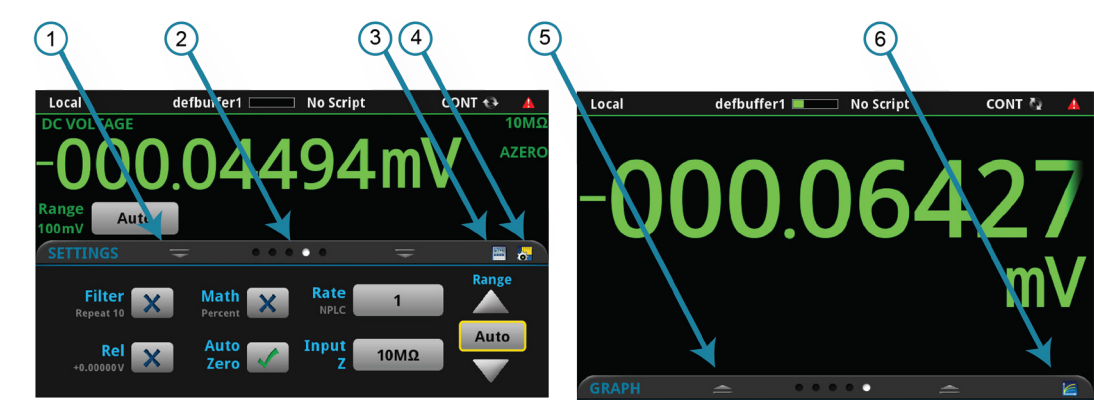 1 2 3 4 5 6
Local defbuffer1 No Script CONT
DC VOLTAGE 10MΩ
-000.04494mV AZERO
Range
100mV Auto
SETTINGS
Filter
Repeat 10
Math
Percent
Rate
NPLC
1
Range
Auto
Rel
+0.00000V
Auto
Zero
Input
Z
10MΩ
Local defbuffer1 No Script CONT
-000.06427
mV
GRAPH